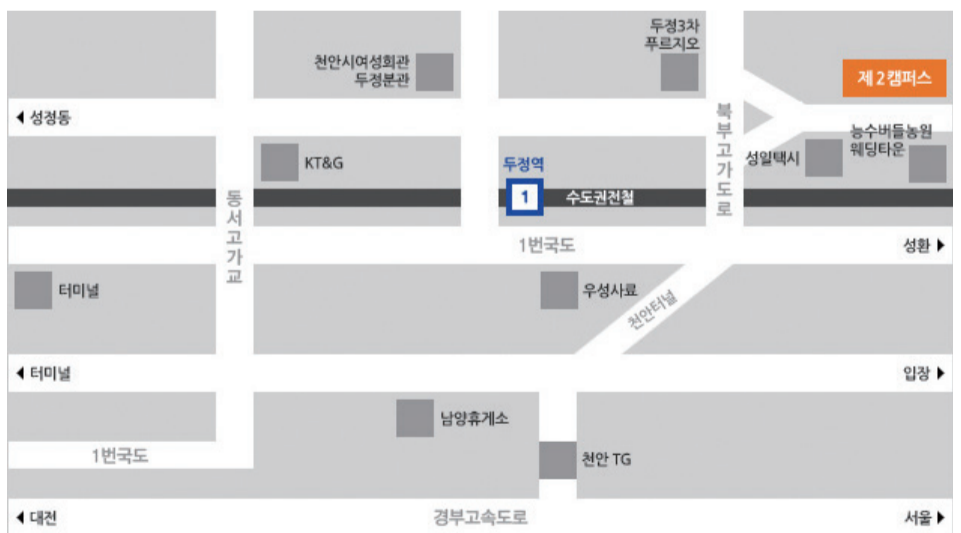 두정3차
푸르지오
천안시여성회관
두정분관
제2캠퍼스
◀ 성정동
북부고가도로
능수버들농원
웨딩타운
성일택시
KT&G
두정역
1
수도권전철
동서고가교
1번국도
성환 ▶
터미널
우성사료
천안터널
◀ 터미널
입장 ▶
남양휴게소
1번국도
천안 TG
◀ 대전
경부고속도로
서울 ▶